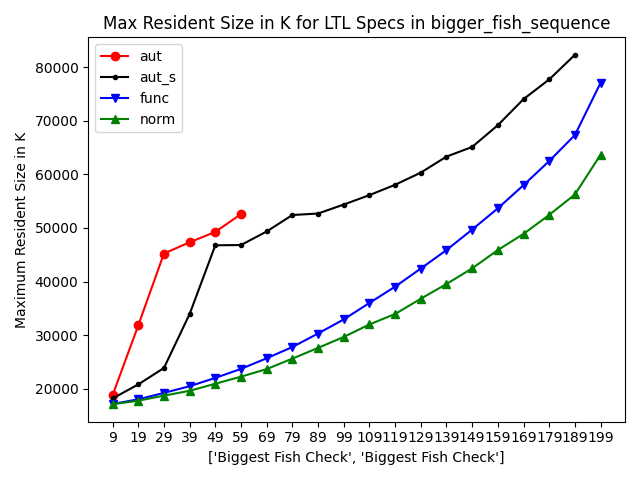 Max Resident Size in K for LTL Specs in bigger_fish_sequence
aut
aut_s
func
norm
Maximum Resident Size in K
80000
70000
60000
50000
40000
30000
20000
9 19 29 39 49 59 69 79 89 99 109 119 129 139 149 159 169 179 189 199
['Biggest Fish Check', 'Biggest Fish Check']